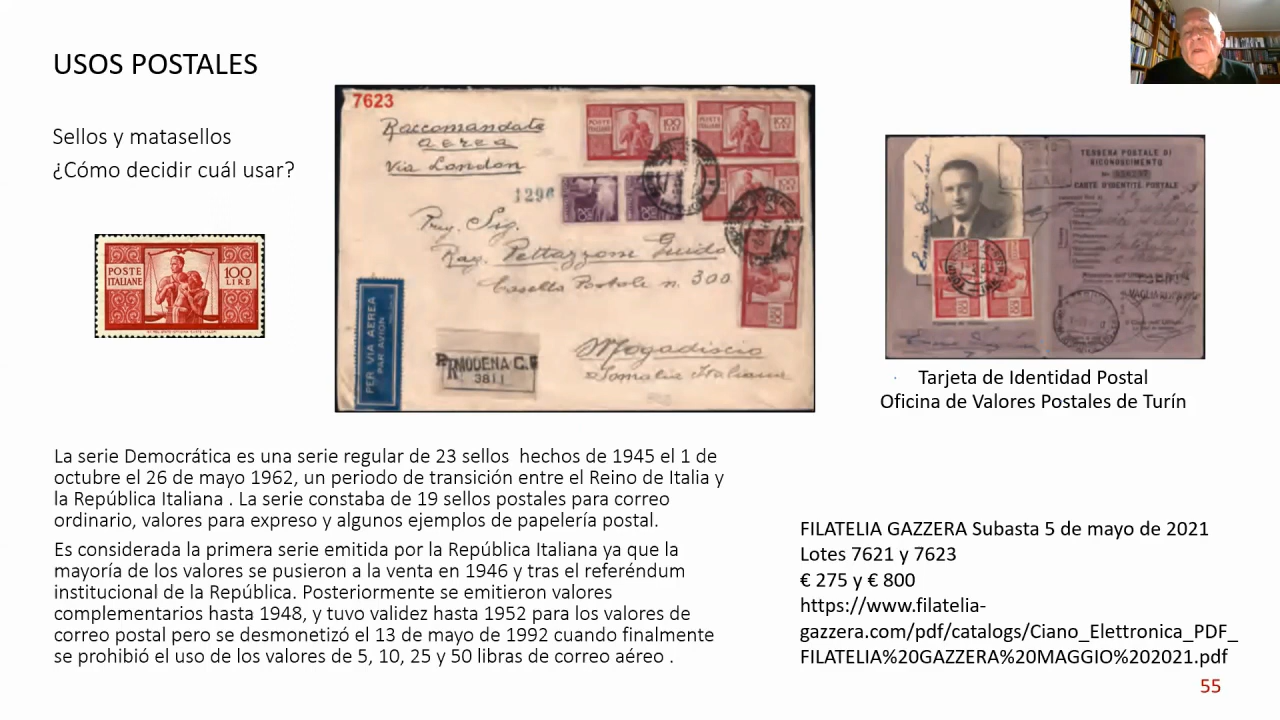 USOS POSTALES
Sellos y matasellos
¿Cómo decidir cuál usar?
POSTE
ITALIANE
100
LIRE
7623
Raccomandata
aerea
Via London
1296
POSTE
ITALIANE
100
LIRE
100
Preg. Sig.
Rag. Pettazzoni Guido
Casella Postale n. 300
Mogadiscio
Somalia Italiana
PER VIA AEREA
PAR AVION
R MODENA C.
3811
TESSERA POSTALE DI
RICONOSCIMENTO
CARTE D'IDENTITÉ POSTALE
Tarjeta de Identidad Postal
Oficina de Valores Postales de Turín
La serie Democrática es una serie regular de 23 sellos hechos de 1945 el 1 de
octubre el 26 de mayo 1962, un periodo de transición entre el Reino de Italia y
la República Italiana . La serie constaba de 19 sellos postales para correo
ordinario, valores para expreso y algunos ejemplos de papelería postal.
Es considerada la primera serie emitida por la República Italiana ya que la
mayoría de los valores se pusieron a la venta en 1946 y tras el referéndum
institucional de la República. Posteriormente se emitieron valores
complementarios hasta 1948, y tuvo validez hasta 1952 para los valores de
correo postal pero se desmonetizó el 13 de mayo de 1992 cuando finalmente
se prohibió el uso de los valores de 5, 10, 25 y 50 libras de correo aéreo .
FILATELIA GAZZERA Subasta 5 de mayo de 2021
Lotes 7621 y 7623
€ 275 y € 800
https://www.filatelia-
gazzera.com/pdf/catalogs/Ciano_Elettronica_PDF_
FILATELIA%20GAZZERA%20MAGGIO%202021.pdf
55